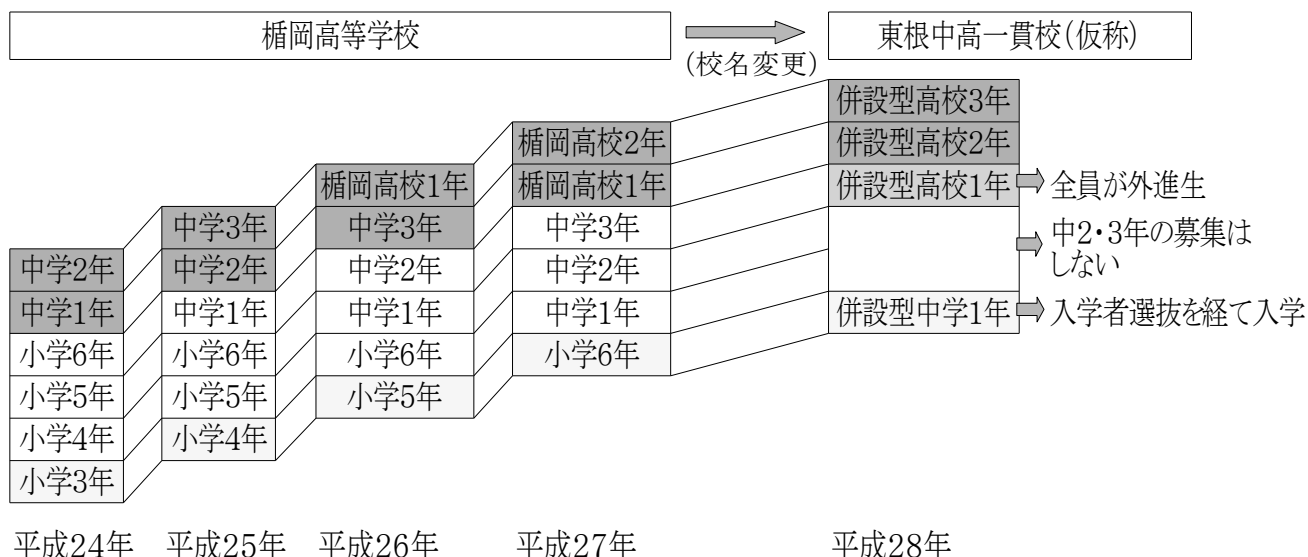 楯岡高等学校
東根中高一貫校(仮称)
(校名変更)
併設型高校3年
楯岡高校2年
併設型高校2年
楯岡高校1年
楯岡高校1年
併設型高校1年
全員が外進生
中学3年
中学3年
中学3年
中2・3年の募集は
しない
中学2年
中学2年
中学2年
中学2年
中学1年
中学1年
中学1年
中学1年
併設型中学1年
入学者選抜を経て入学
小学6年
小学6年
小学6年
小学6年
小学5年
小学5年
小学5年
小学4年
小学4年
小学3年
平成24年
平成25年
平成26年
平成27年
平成28年